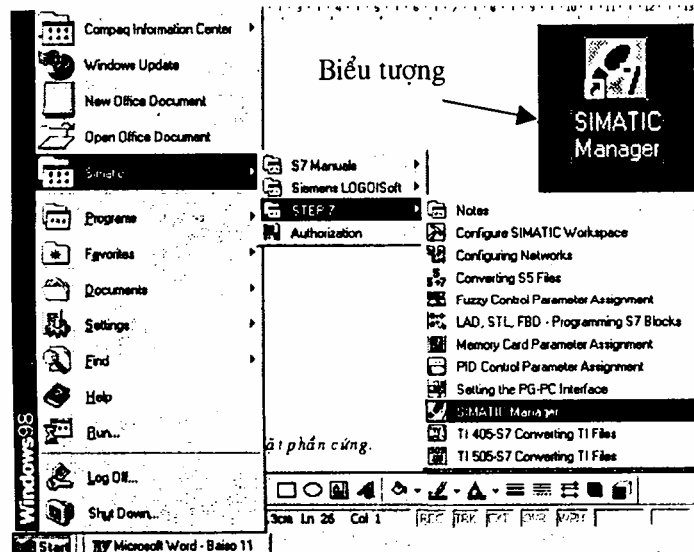 Compaq Information Center
Windows Update
New Office Document
Open Office Document
Simatic
Programs
Favorites
Documents
Settings
Find
Help
Run...
Log Off...
Shut Down...
Windows98
S7 Manuals
Siemens LOGO!Soft
STEP 7
Authorization
Biểu tượng
SIMATIC
Manager
Notes
Configure SIMATIC Workspace
Configuring Networks
Converting S5 Files
Fuzzy Control Parameter Assignment
LAD, STL, FBD - Programming S7 Blocks
Memory Card Parameter Assignment
PID Control Parameter Assignment
Setting the PG-PC Interface
SIMATIC Manager
TI 405-S7 Converting TI Files
TI 505-S7 Converting TI Files
ặt phần cứng.
3cm Ln 26 Col 1 REC TRK EXT OVR WPH
Start Microsoft Word - Baiso 11